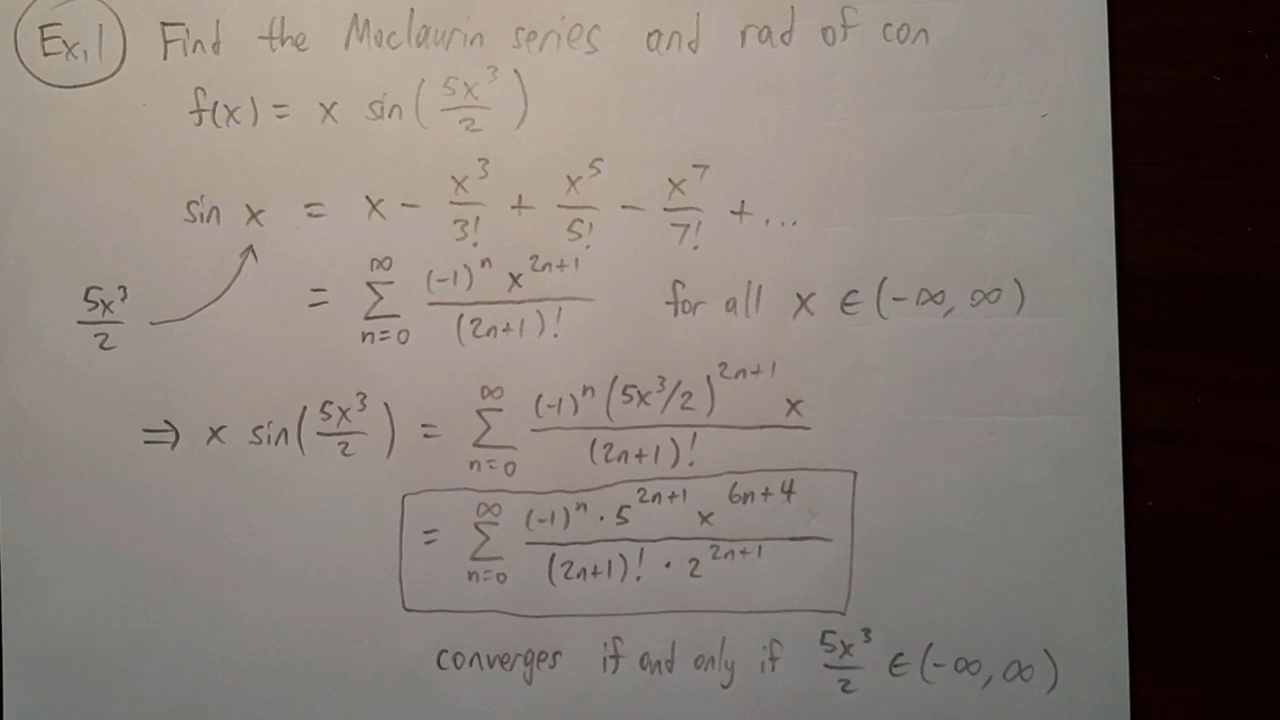 Ex,1 Find the Maclaurin series and rad of con
f(x) = x sin(5x³/2)
sin x = x - x³/3! + x⁵/5! - x⁷/7! + ...
5x³/2
= ∑_{n=0}^{∞} (-1)ⁿ x^{2n+1} / (2n+1)! for all x ∈ (-∞, ∞)
⇒ x sin(5x³/2) = ∑_{n=0}^{∞} (-1)ⁿ (5x³/2)^{2n+1} x / (2n+1)!
= ∑_{n=0}^{∞} (-1)ⁿ · 5^{2n+1} x^{6n+4} / (2n+1)! · 2^{2n+1}
converges if and only if 5x³/2 ∈ (-∞, ∞)